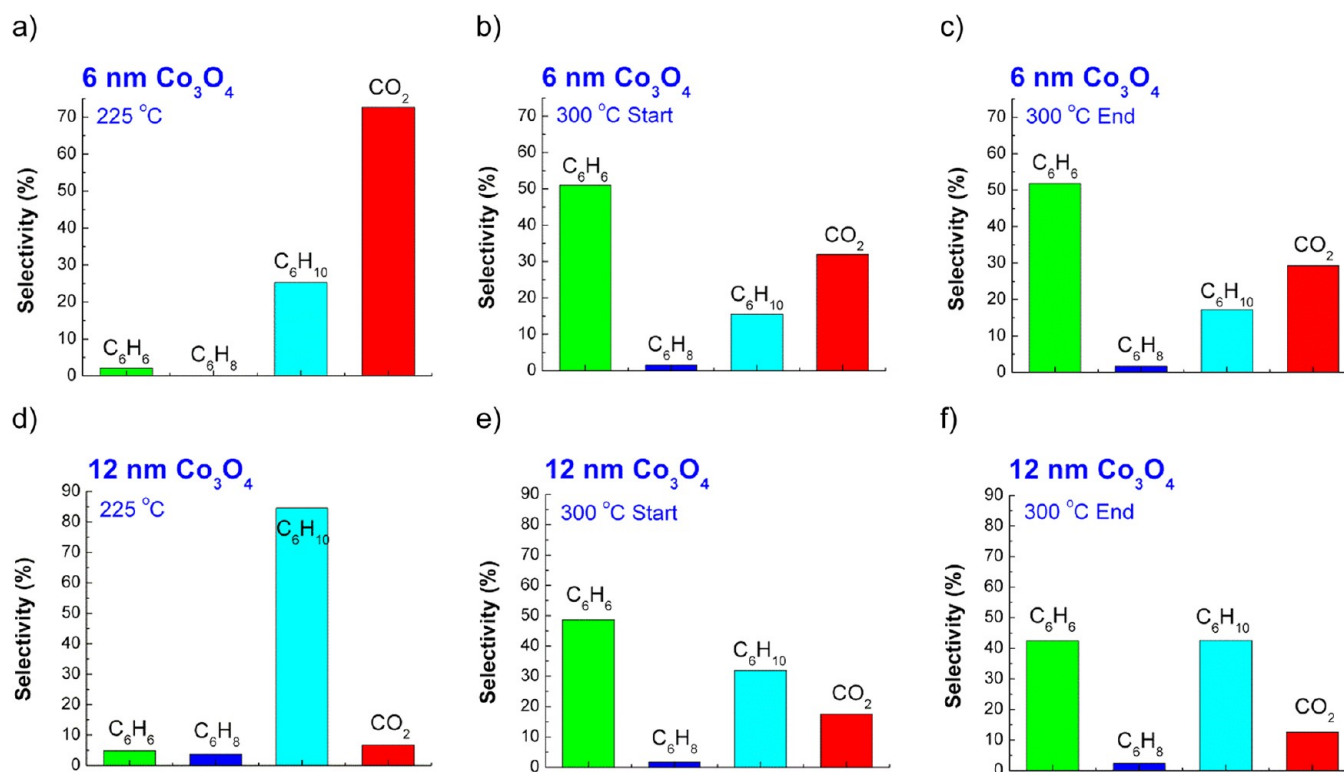 a)
6 nm Co₃O₄
225 °C
Selectivity (%)
70
60
50
40
30
20
10
0
C₆H₆
C₆H₈
C₆H₁₀
CO₂
b)
6 nm Co₃O₄
300 °C Start
Selectivity (%)
70
60
50
40
30
20
10
0
C₆H₆
C₆H₈
C₆H₁₀
CO₂
c)
6 nm Co₃O₄
300 °C End
Selectivity (%)
70
60
50
40
30
20
10
0
C₆H₆
C₆H₈
C₆H₁₀
CO₂
d)
12 nm Co₃O₄
225 °C
Selectivity (%)
90
80
70
60
50
40
30
20
10
0
C₆H₆
C₆H₈
C₆H₁₀
CO₂
e)
12 nm Co₃O₄
300 °C Start
Selectivity (%)
90
80
70
60
50
40
30
20
10
0
C₆H₆
C₆H₈
C₆H₁₀
CO₂
f)
12 nm Co₃O₄
300 °C End
Selectivity (%)
90
80
70
60
50
40
30
20
10
0
C₆H₆
C₆H₈
C₆H₁₀
CO₂